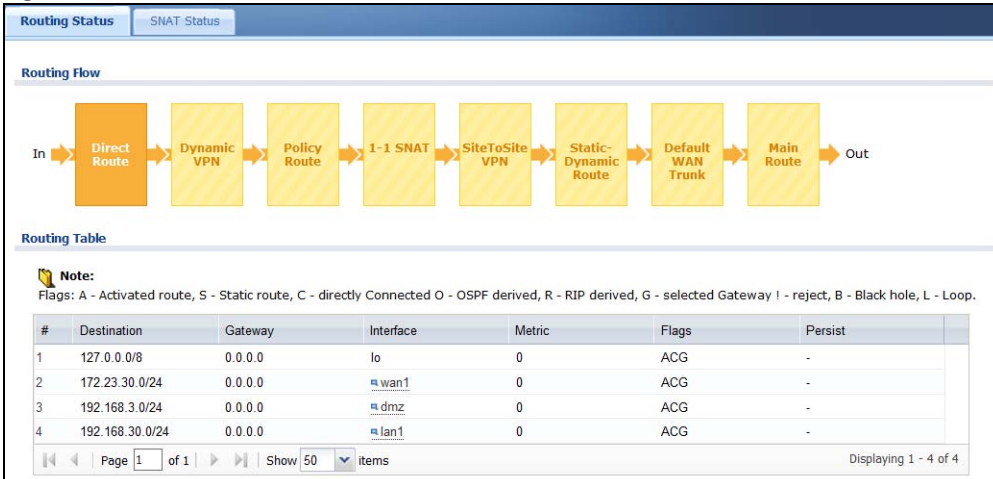 Routing Status SNAT Status
Routing Flow
In Direct Route Dynamic VPN Policy Route 1-1 SNAT SiteToSite VPN Static-Dynamic Route Default WAN Trunk Main Route Out
Routing Table
Note:
Flags: A - Activated route, S - Static route, C - directly Connected O - OSPF derived, R - RIP derived, G - selected Gateway ! - reject, B - Black hole, L - Loop.
# Destination Gateway Interface Metric Flags Persist
1 127.0.0.0/8 0.0.0.0 lo 0 ACG -
2 172.23.30.0/24 0.0.0.0 wan1 0 ACG -
3 192.168.3.0/24 0.0.0.0 dmz 0 ACG -
4 192.168.30.0/24 0.0.0.0 lan1 0 ACG -
Page 1 of 1 Show 50 items Displaying 1 - 4 of 4